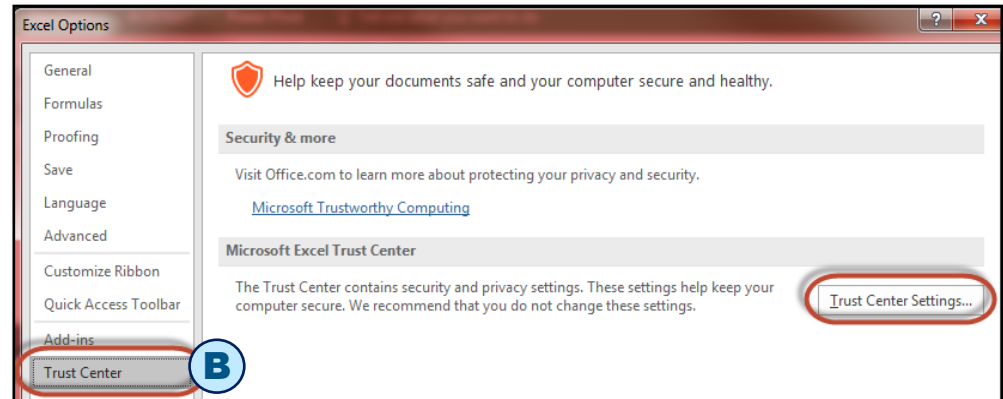 Excel Options
?
X
General
Formulas
Proofing
Save
Language
Advanced
Customize Ribbon
Quick Access Toolbar
Add-ins
Trust Center
B
Help keep your documents safe and your computer secure and healthy.
Security & more
Visit Office.com to learn more about protecting your privacy and security.
Microsoft Trustworthy Computing
Microsoft Excel Trust Center
The Trust Center contains security and privacy settings. These settings help keep your
computer secure. We recommend that you do not change these settings.
Trust Center Settings...